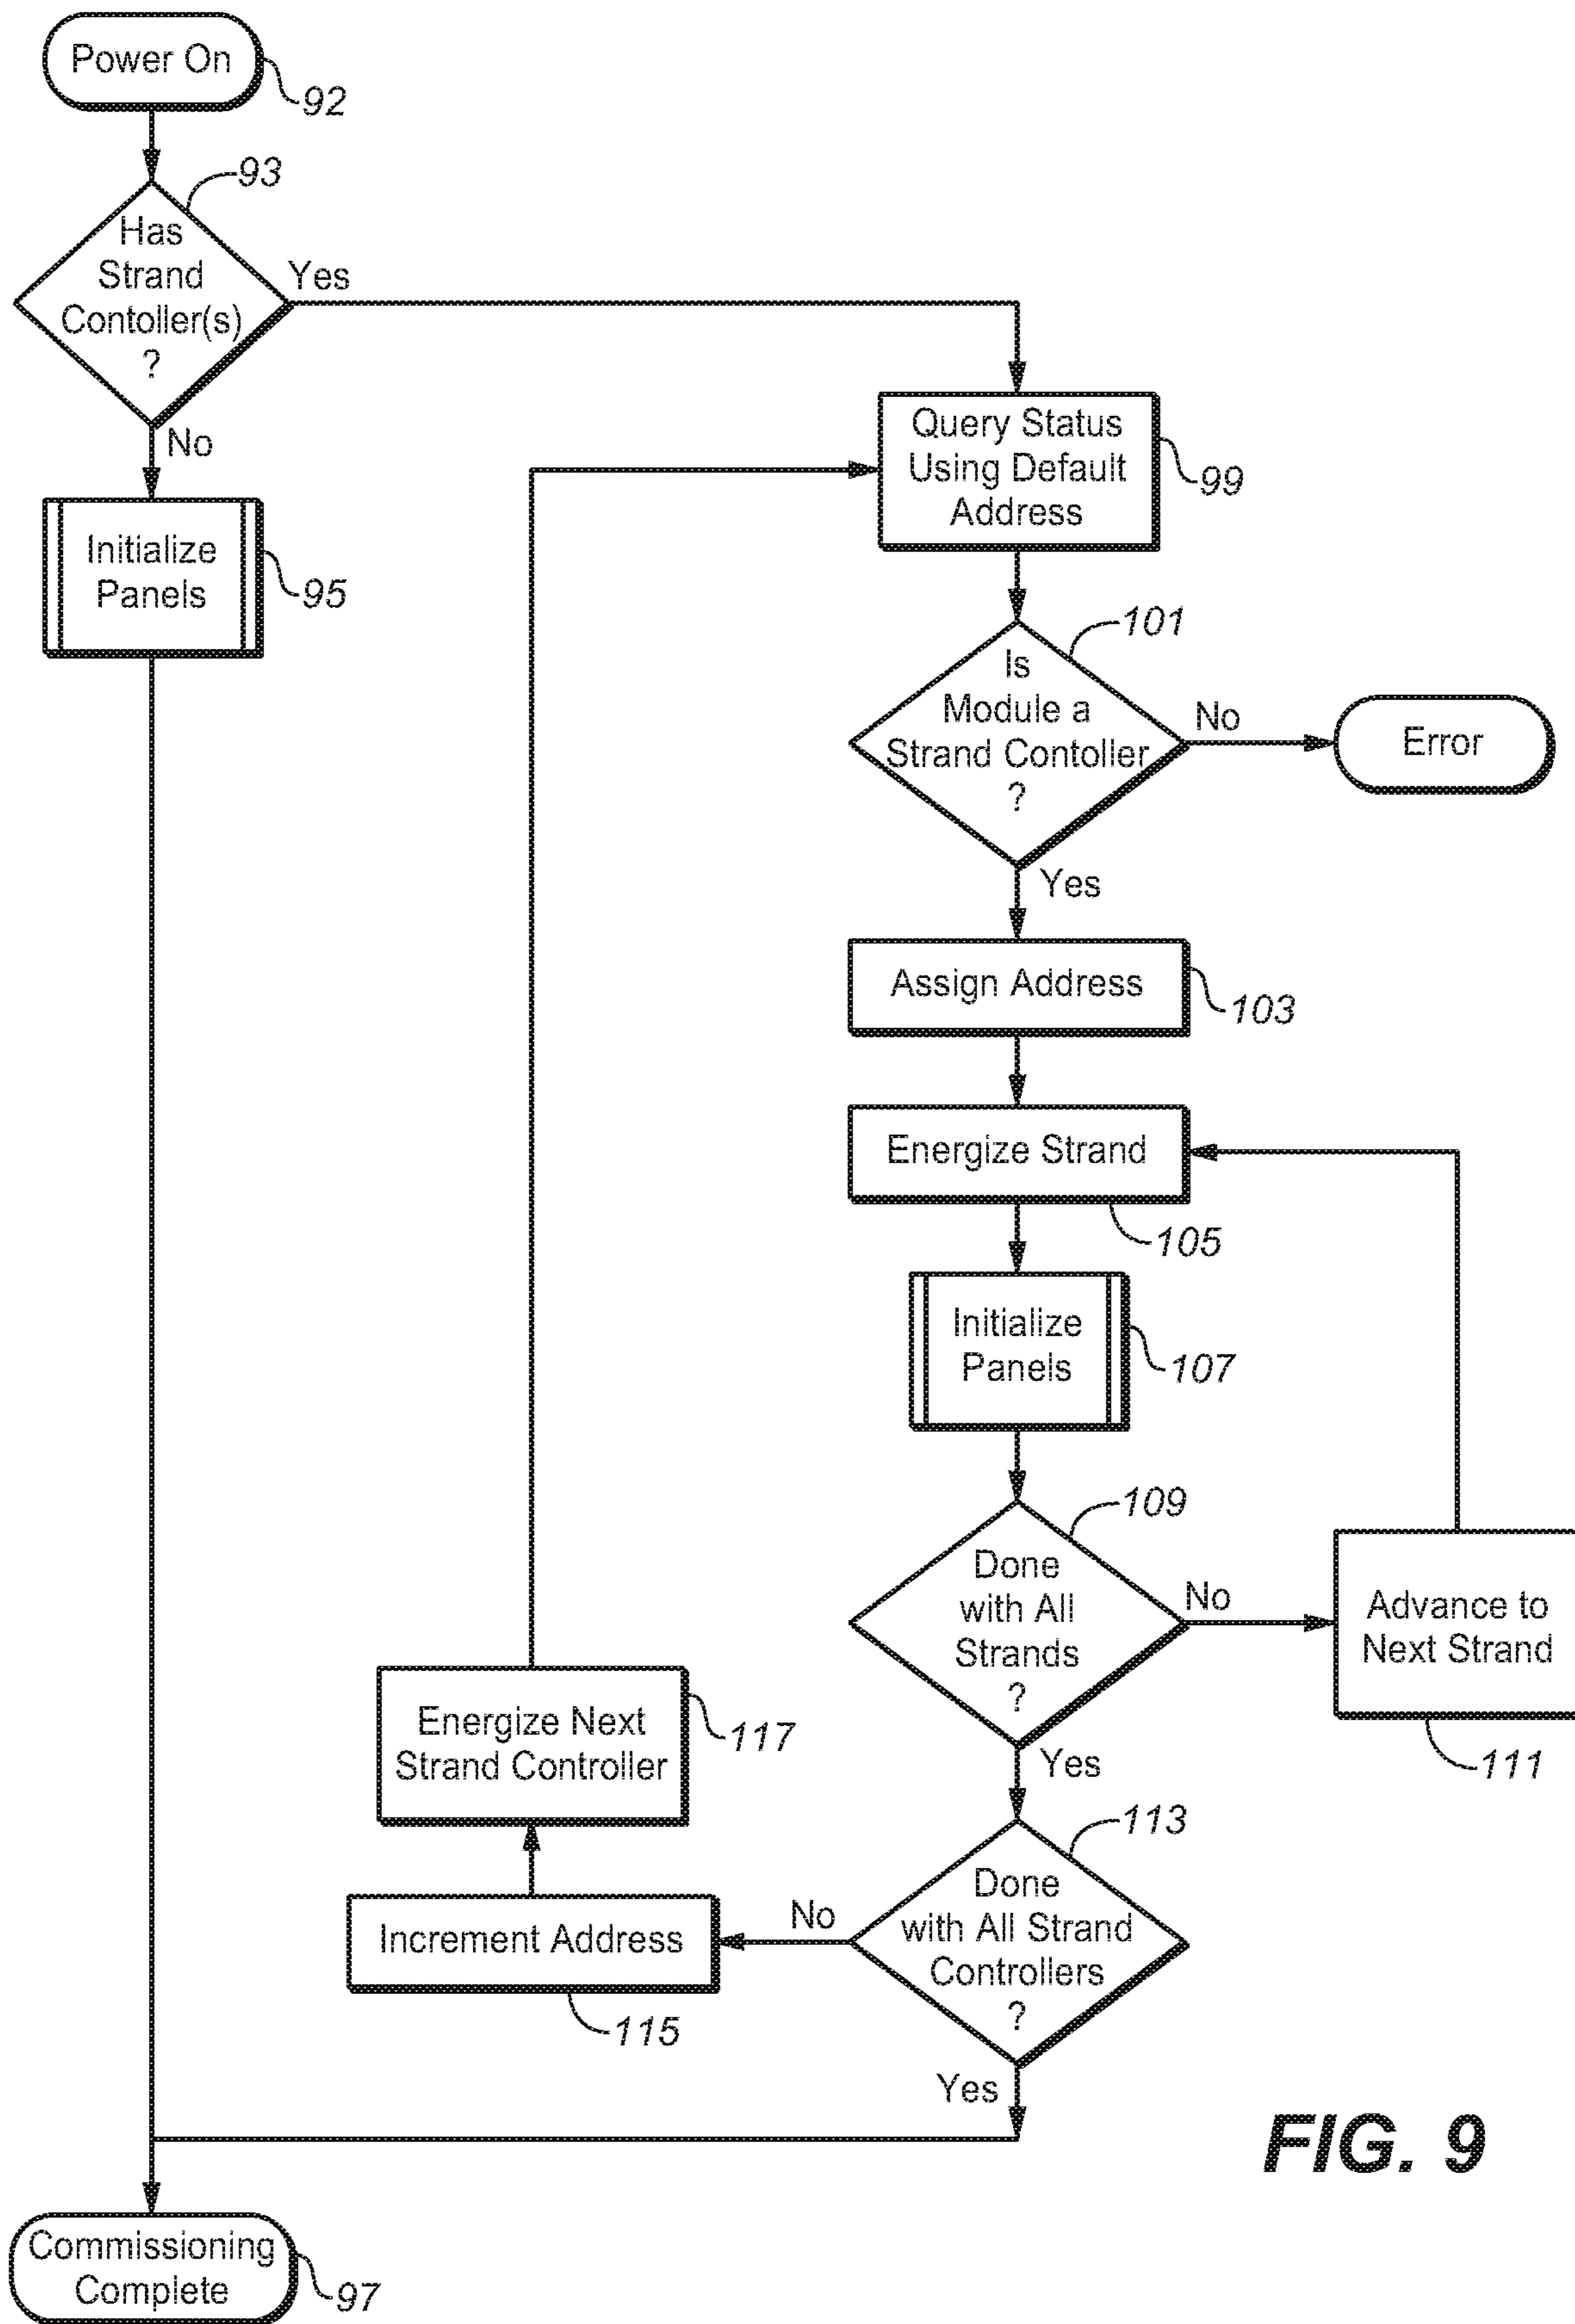 Power On
92
93
Has
Strand
Contoller(s)
?
Yes
No
Initialize
Panels
95
Query Status
Using Default
Address
99
101
Is
Module a
Strand Contoller
?
No
Error
Yes
Assign Address
103
Energize Strand
105
Initialize
Panels
107
109
Done
with All
Strands
?
No
Advance to
Next Strand
111
Yes
Energize Next
Strand Controller
117
113
Done
with All Strand
Controllers
?
No
Increment Address
115
Yes
FIG. 9
Commissioning
Complete
97